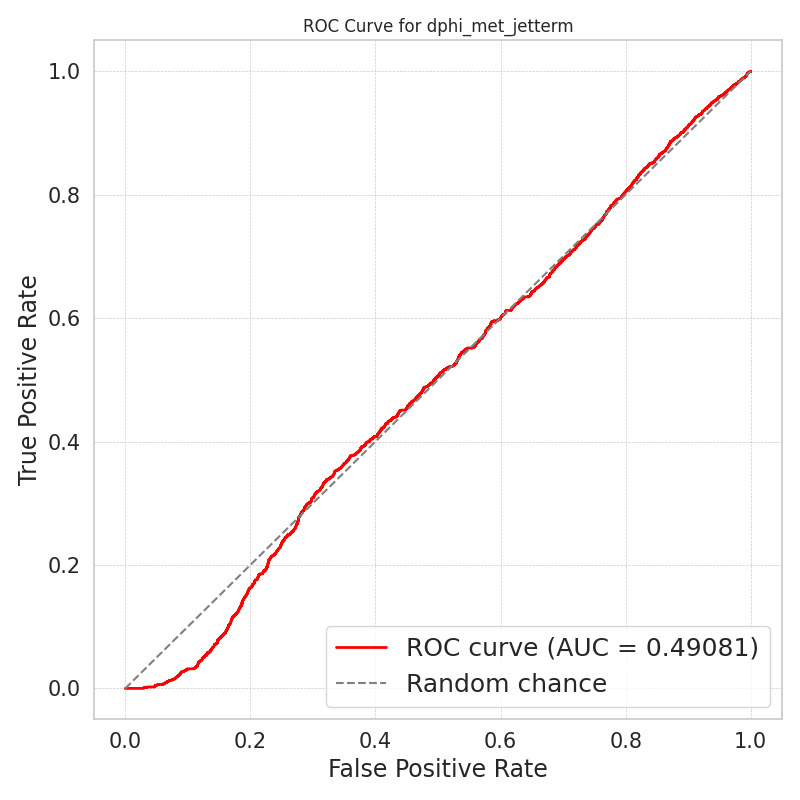 ROC Curve for dphi_met_jetterm
True Positive Rate
1.0
0.8
0.6
0.4
0.2
0.0
ROC curve (AUC = 0.49081)
Random chance
0.0 0.2 0.4 0.6 0.8 1.0
False Positive Rate